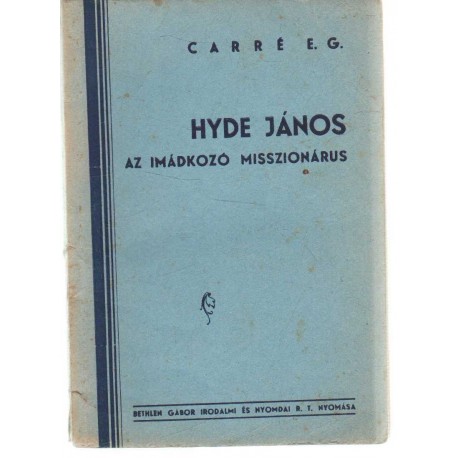 CARRÉ E. G.
HYDE JÁNOS
AZ IMÁDKOZÓ MISSZIONÁRUS
BETHLEN GÁBOR IRODALMI ÉS NYOMDAI R. T. NYOMÁSA